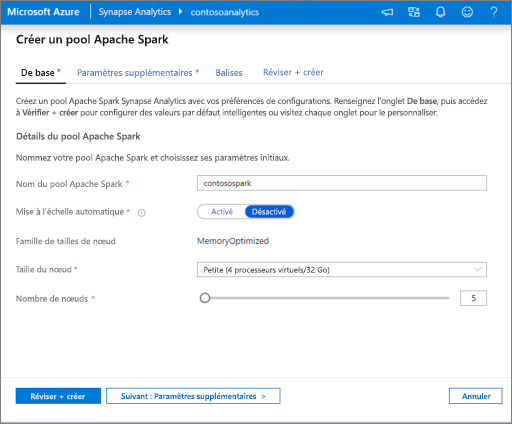 Microsoft Azure Synapse Analytics contosoanalytics ?
Créer un pool Apache Spark
De base * Paramètres supplémentaires * Balises Réviser + créer
Créez un pool Apache Spark Synapse Analytics avec vos préférences de configurations. Renseignez l'onglet De base, puis accédez
à Vérifier + créer pour configurer des valeurs par défaut intelligentes ou visitez chaque onglet pour le personnaliser.
Détails du pool Apache Spark
Nommez votre pool Apache Spark et choisissez ses paramètres initiaux.
Nom du pool Apache Spark * contosospark
Mise à l'échelle automatique * Activé Désactivé
Famille de tailles de nœud MemoryOptimized
Taille du nœud * Petite (4 processeurs virtuels/32 Go)
Nombre de nœuds * 5
Réviser + créer Suivant : Paramètres supplémentaires > Annuler